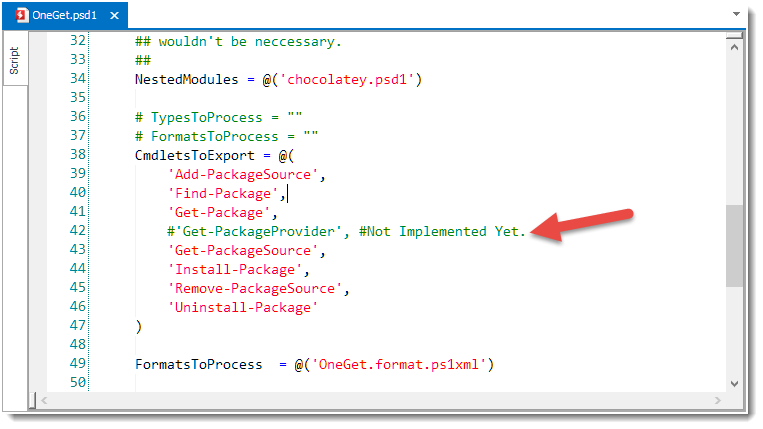 OneGet.psd1
Script
32 ## wouldn't be neccessary.
33 ##
34 NestedModules = @('chocolatey.psd1')
35
36 # TypesToProcess = ""
37 # FormatsToProcess = ""
38 CmdletsToExport = @(
39 'Add-PackageSource',
40 'Find-Package',
41 'Get-Package',
42 #'Get-PackageProvider', #Not Implemented Yet.
43 'Get-PackageSource',
44 'Install-Package',
45 'Remove-PackageSource',
46 'Uninstall-Package'
47 )
48
49 FormatsToProcess  = @('OneGet.format.ps1xml')
50